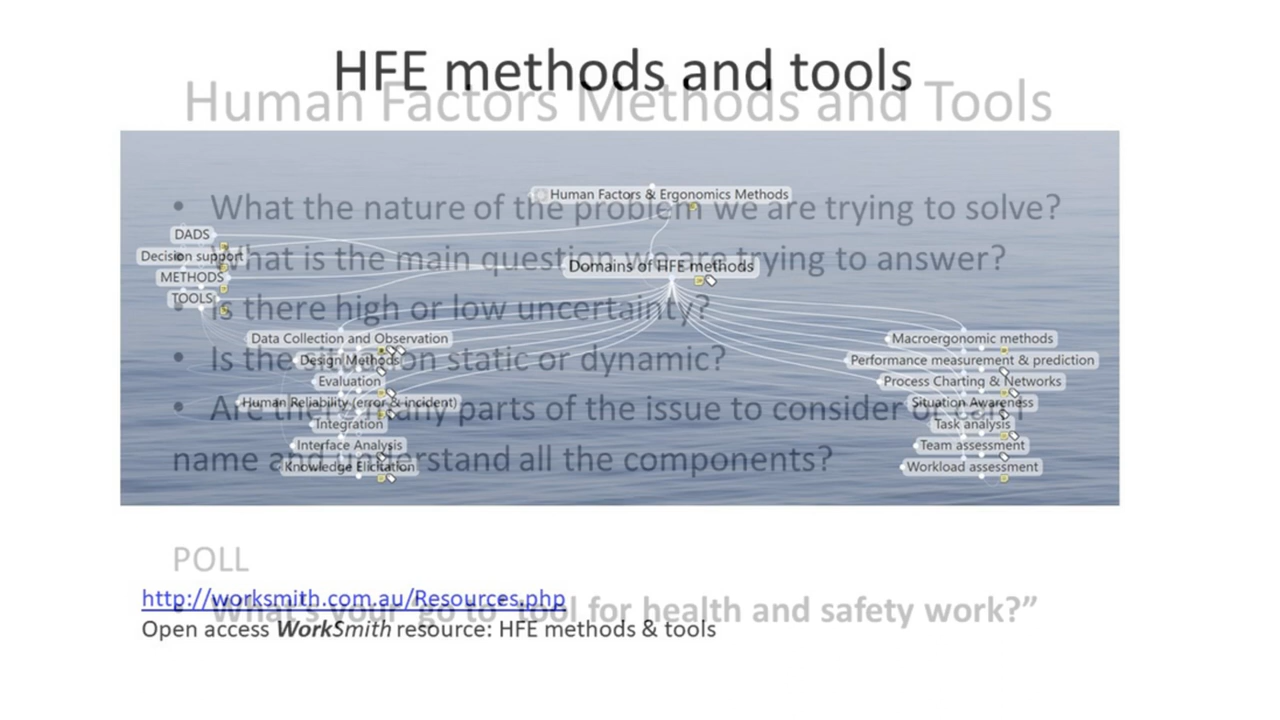 HFE methods and tools
Human Factors Methods and Tools
Human Factors & Ergonomics Methods
• What the nature of the problem we are trying to solve?
DADS
Decision support
METHODS
TOOLS
• What is the main question we are trying to answer?
Domains of HFE methods
• Is there high or low uncertainty?
Data Collection and Observation
Design Methods
Evaluation
Human Reliability (error & incident)
Integration
Interface Analysis
Knowledge Elicitation
Macroergonomic methods
Performance measurement & prediction
Process Charting & Networks
Situation Awareness
Task analysis
Team assessment
Workload assessment
• Is the situation static or dynamic?
• Are there many parts of the issue to consider or can
name and understand all the components?
POLL
http://worksmith.com.au/Resources.php
What's your 'go to' tool for health and safety work?”
Open access WorkSmith resource: HFE methods & tools